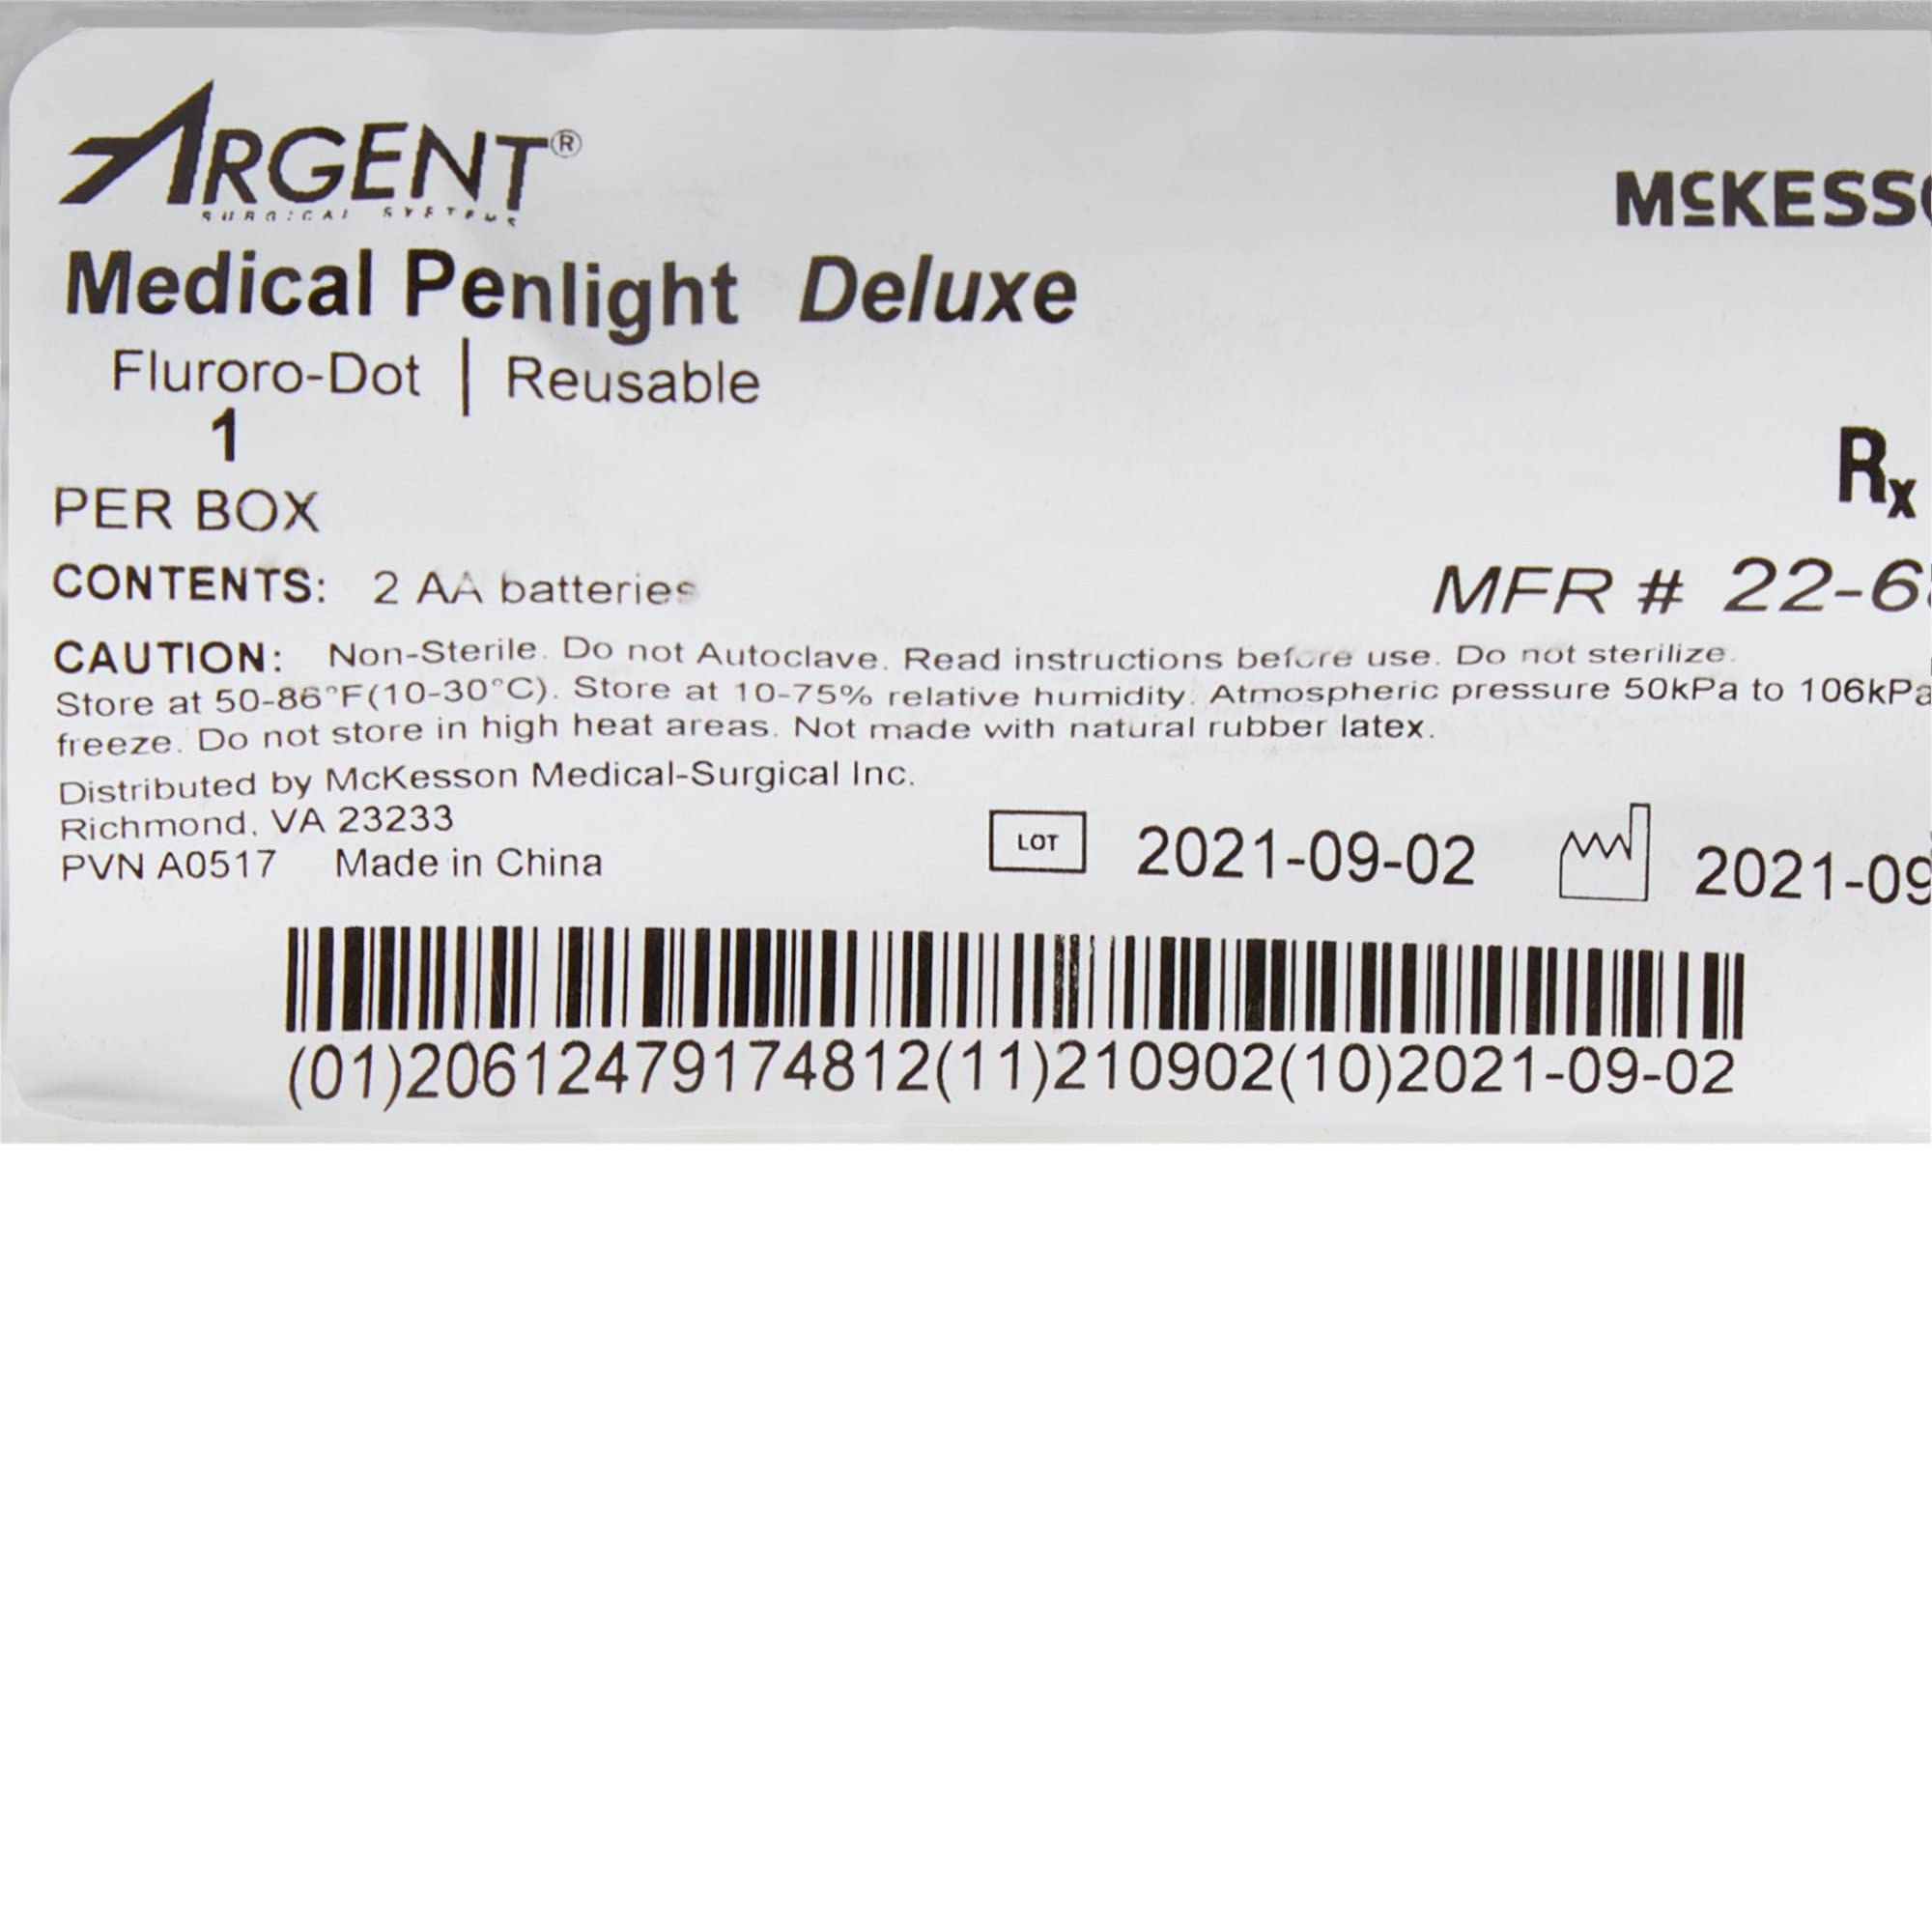 ARGENT®
SURGICAL SYSTEMS
MCKESSO
Medical Penlight Deluxe
Fluroro-Dot | Reusable
1
PER BOX
Rx
CONTENTS: 2 AA batteries
MFR # 22-6
CAUTION: Non-Sterile. Do not Autoclave. Read instructions before use. Do not sterilize.
Store at 50-86°F(10-30°C). Store at 10-75% relative humidity. Atmospheric pressure 50kPa to 106kPa
freeze. Do not store in high heat areas. Not made with natural rubber latex.
Distributed by McKesson Medical-Surgical Inc.
Richmond, VA 23233
PVN A0517 Made in China
LOT 2021-09-02
2021-09
(01)20612479174812(11)210902(10)2021-09-02